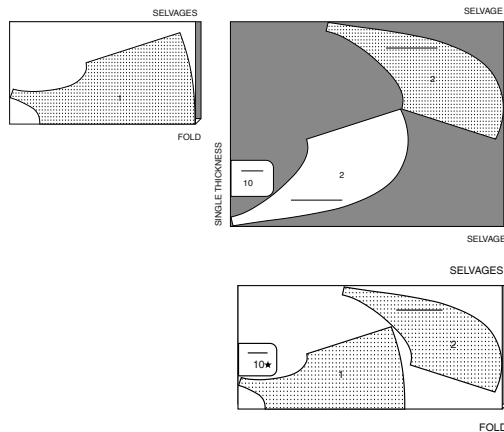 SELVAGES
1
FOLD
SELVAGE
2
2
10
SINGLE THICKNESS
SELVAGE
SELVAGES
2
10★
1
FOLD